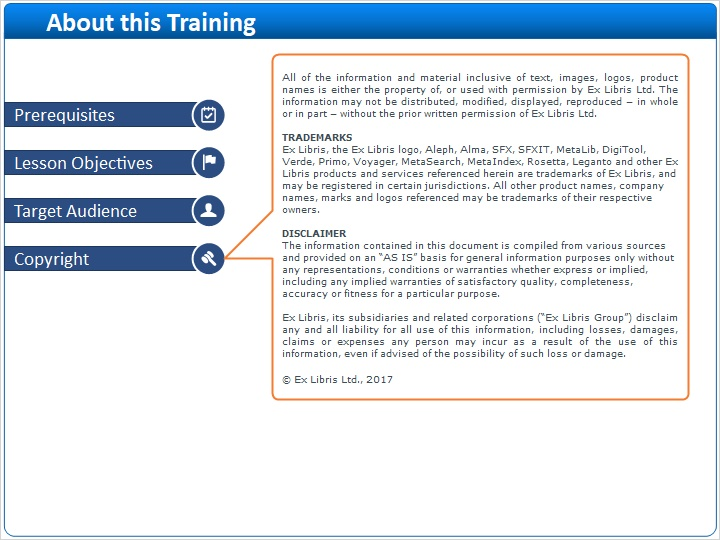 About this Training
Prerequisites
Lesson Objectives
Target Audience
Copyright
All of the information and material inclusive of text, images, logos, product
names is either the property of, or used with permission by Ex Libris Ltd. The
information may not be distributed, modified, displayed, reproduced – in whole
or in part – without the prior written permission of Ex Libris Ltd.
TRADEMARKS
Ex Libris, the Ex Libris logo, Aleph, Alma, SFX, SFXIT, MetaLib, DigiTool,
Verde, Primo, Voyager, MetaSearch, MetaIndex, Rosetta, Leganto and other Ex
Libris products and services referenced herein are trademarks of Ex Libris, and
may be registered in certain jurisdictions. All other product names, company
names, marks and logos referenced may be trademarks of their respective
owners.
DISCLAIMER
The information contained in this document is compiled from various sources
and provided on an “AS IS” basis for general information purposes only without
any representations, conditions or warranties whether express or implied,
including any implied warranties of satisfactory quality, completeness,
accuracy or fitness for a particular purpose.
Ex Libris, its subsidiaries and related corporations (“Ex Libris Group”) disclaim
any and all liability for all use of this information, including losses, damages,
claims or expenses any person may incur as a result of the use of this
information, even if advised of the possibility of such loss or damage.
© Ex Libris Ltd., 2017